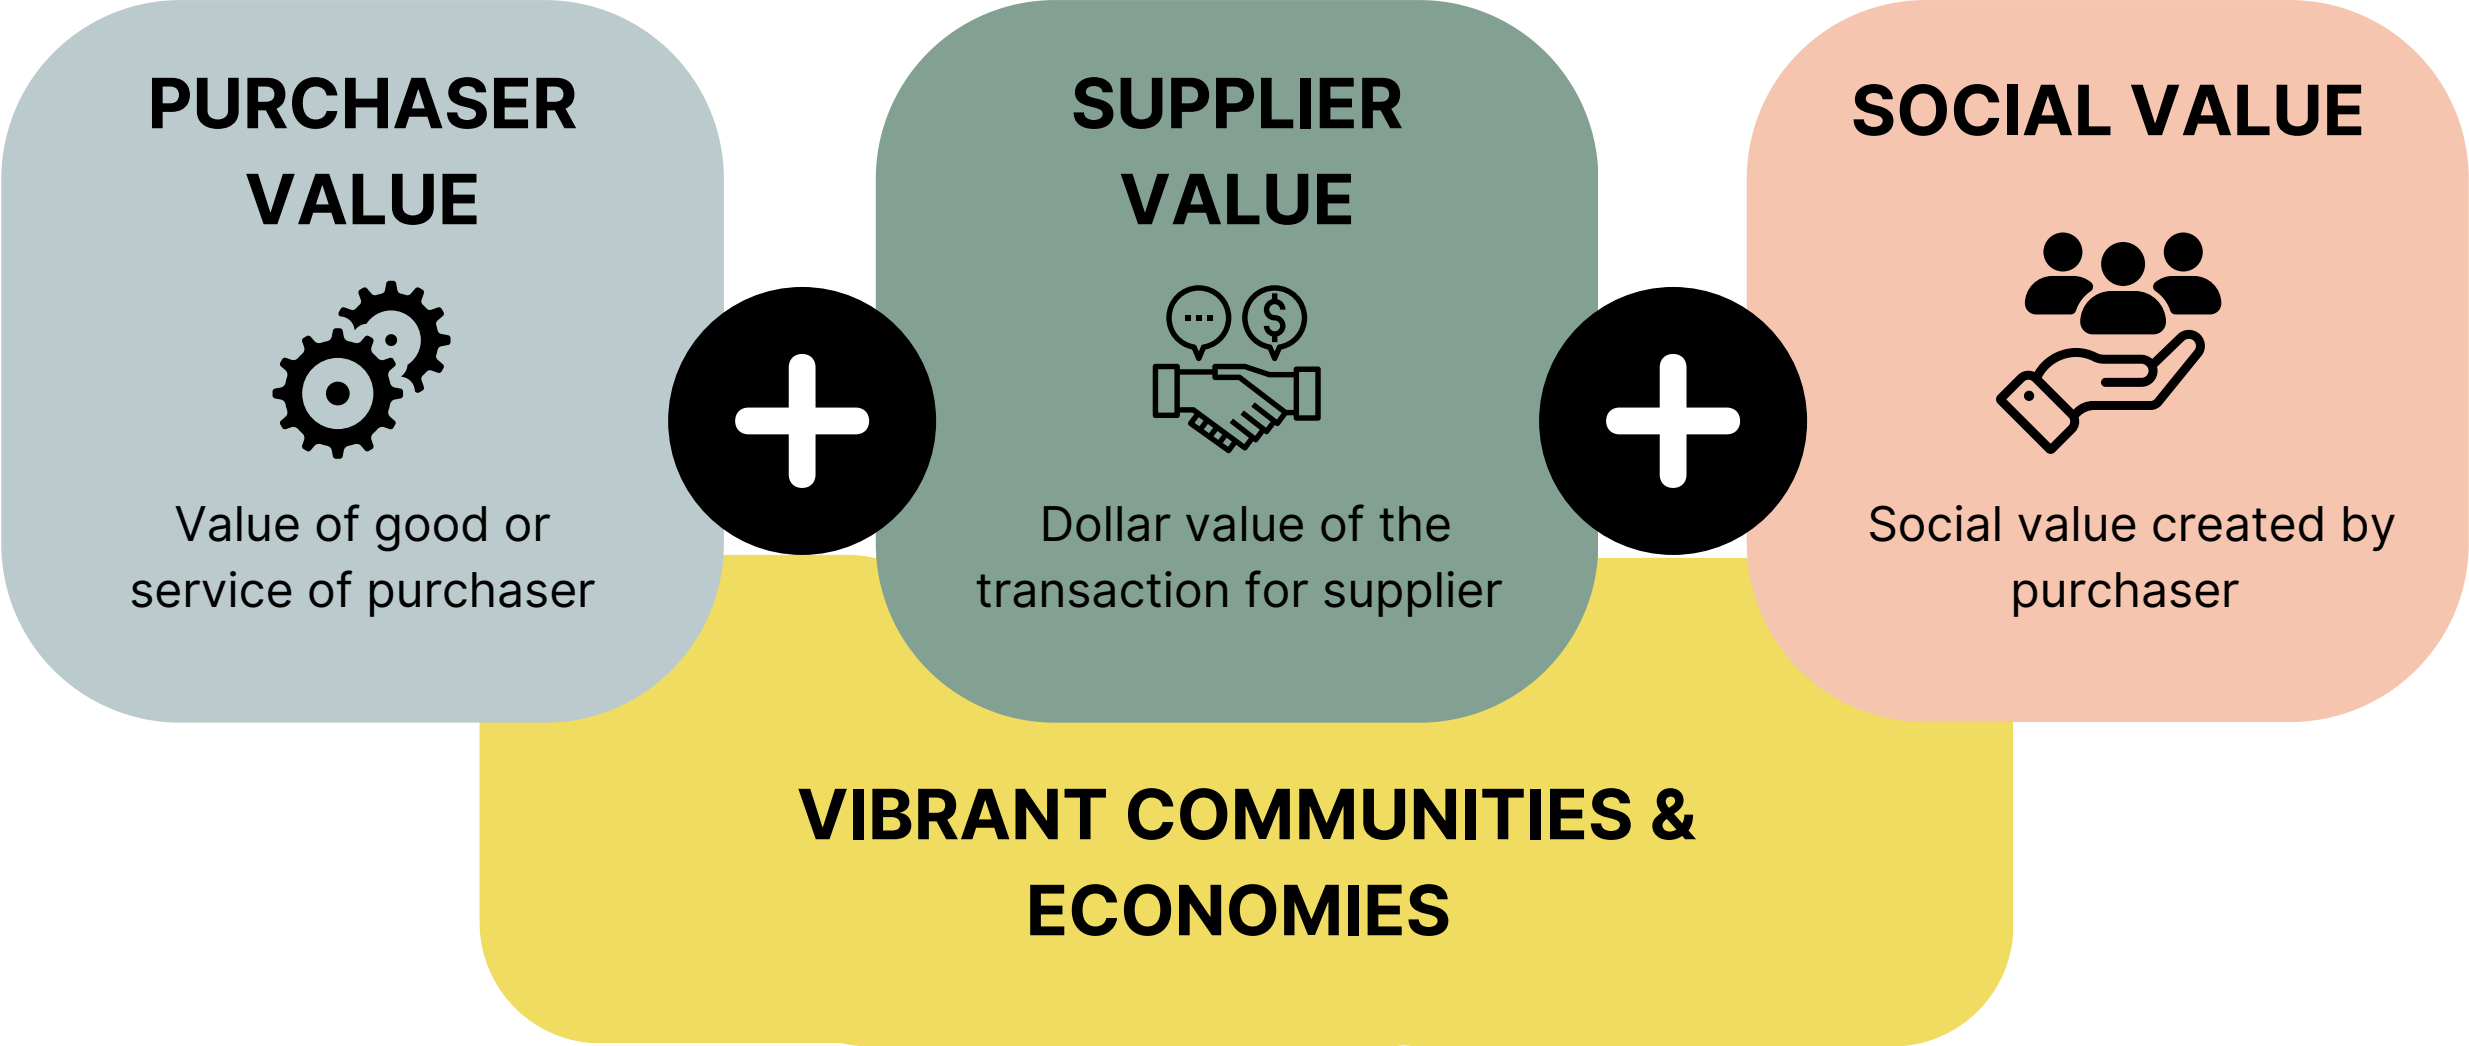 PURCHASER
VALUE
Value of good or
service of purchaser
SUPPLIER
VALUE
$
Dollar value of the
transaction for supplier
SOCIAL VALUE
Social value created by
purchaser
VIBRANT COMMUNITIES &
ECONOMIES